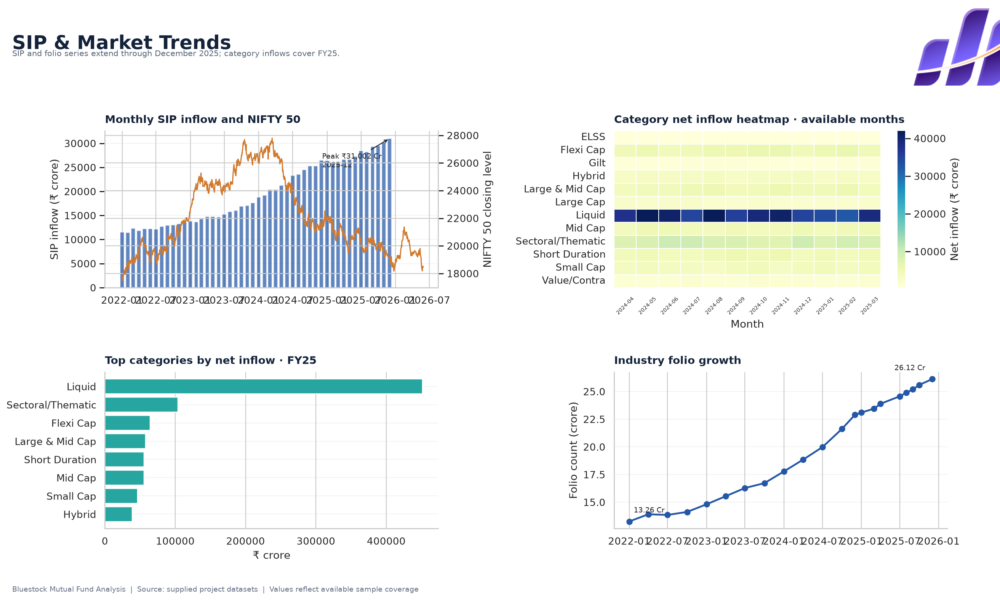 SIP & Market Trends
SIP and folio series extend through December 2025; category inflows cover FY25.
Monthly SIP inflow and NIFTY 50
SIP inflow (₹ crore)
30000
25000
20000
15000
10000
5000
0
Peak ₹31,002 Cr
2025-12
28000
26000
24000
22000
20000
18000
NIFTY 50 closing level
2022-01 2022-07 2023-01 2023-07 2024-01 2024-07 2025-01 2025-07 2026-01 2026-07
Category net inflow heatmap · available months
ELSS
Flexi Cap
Gilt
Hybrid
Large & Mid Cap
Large Cap
Liquid
Mid Cap
Sectoral/Thematic
Short Duration
Small Cap
Value/Contra
2024-04 2024-05 2024-06 2024-07 2024-08 2024-09 2024-10 2024-11 2024-12 2025-01 2025-02 2025-03
Month
40000
30000
20000
10000
Net inflow (₹ crore)
Top categories by net inflow · FY25
Liquid
Sectoral/Thematic
Flexi Cap
Large & Mid Cap
Short Duration
Mid Cap
Small Cap
Hybrid
0 100000 200000 300000 400000
₹ crore
Industry folio growth
26.12 Cr
Folio count (crore)
25.0
22.5
20.0
17.5
15.0
13.26 Cr
2022-01 2022-07 2023-01 2023-07 2024-01 2024-07 2025-01 2025-07 2026-01
Bluestock Mutual Fund Analysis | Source: supplied project datasets | Values reflect available sample coverage